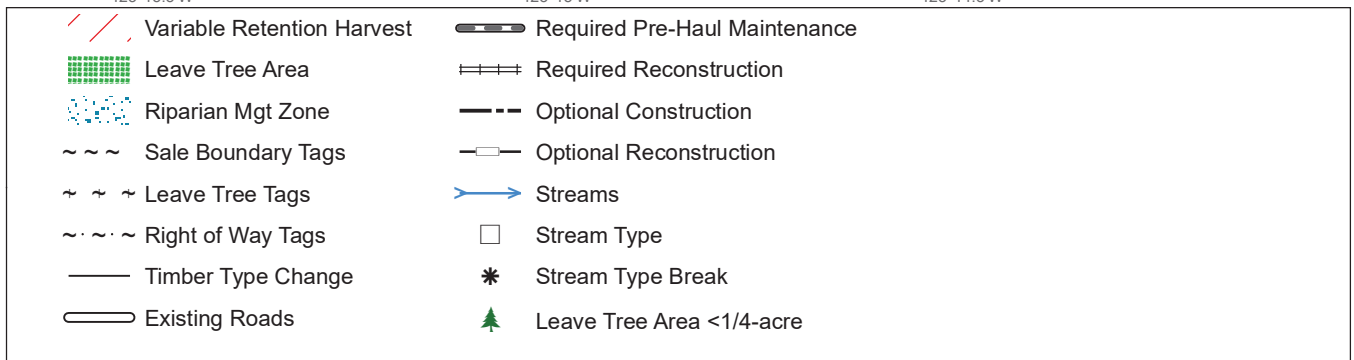 Variable Retention Harvest
Leave Tree Area
Riparian Mgt Zone
Sale Boundary Tags
Leave Tree Tags
Right of Way Tags
Timber Type Change
Existing Roads
Required Pre-Haul Maintenance
Required Reconstruction
Optional Construction
Optional Reconstruction
Streams
Stream Type
Stream Type Break
Leave Tree Area <1/4-acre